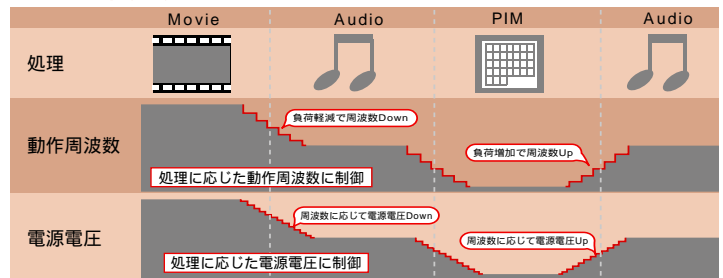 Movie Audio PIM Audio
処理
動作周波数
負荷軽減で周波数Down
負荷増加で周波数Up
処理に応じた動作周波数に制御
電源電圧
周波数に応じて電源電圧Down
周波数に応じて電源電圧Up
処理に応じた電源電圧に制御